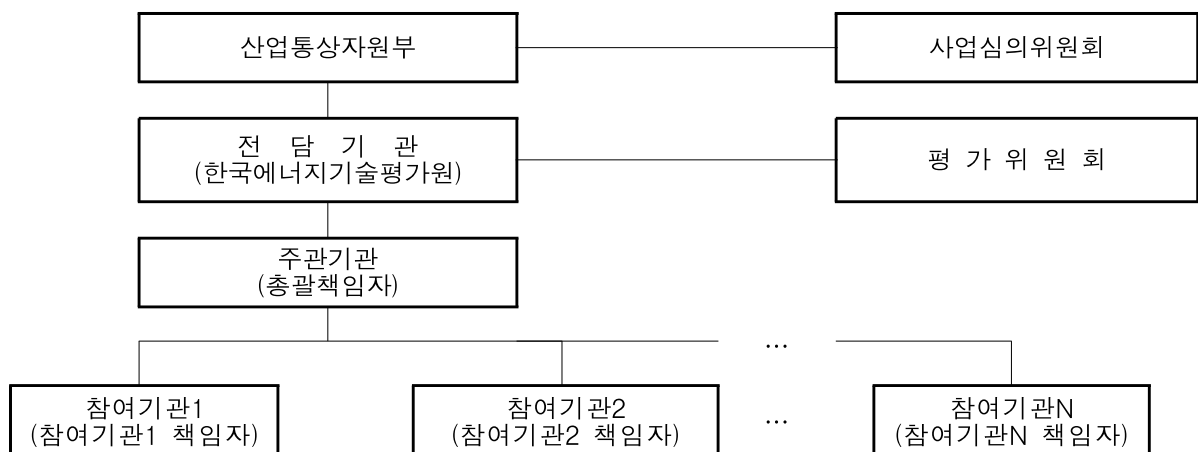 산업통상자원부
사업심의위원회
전 담 기 관
(한국에너지기술평가원)
평 가 위 원 회
주관기관
(총괄책임자)
...
참여기관1
(참여기관1 책임자)
참여기관2
(참여기관2 책임자)
...
참여기관N
(참여기관N 책임자)